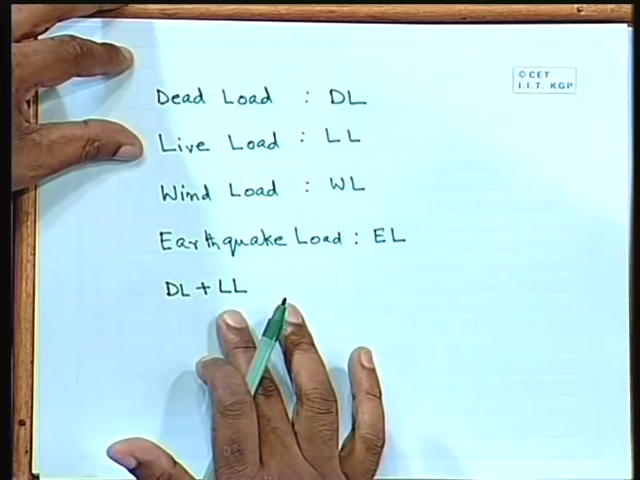 © CET
I.I.T. KGP
Dead Load : DL
Live Load : LL
Wind Load : WL
Earthquake Load : EL
DL + LL